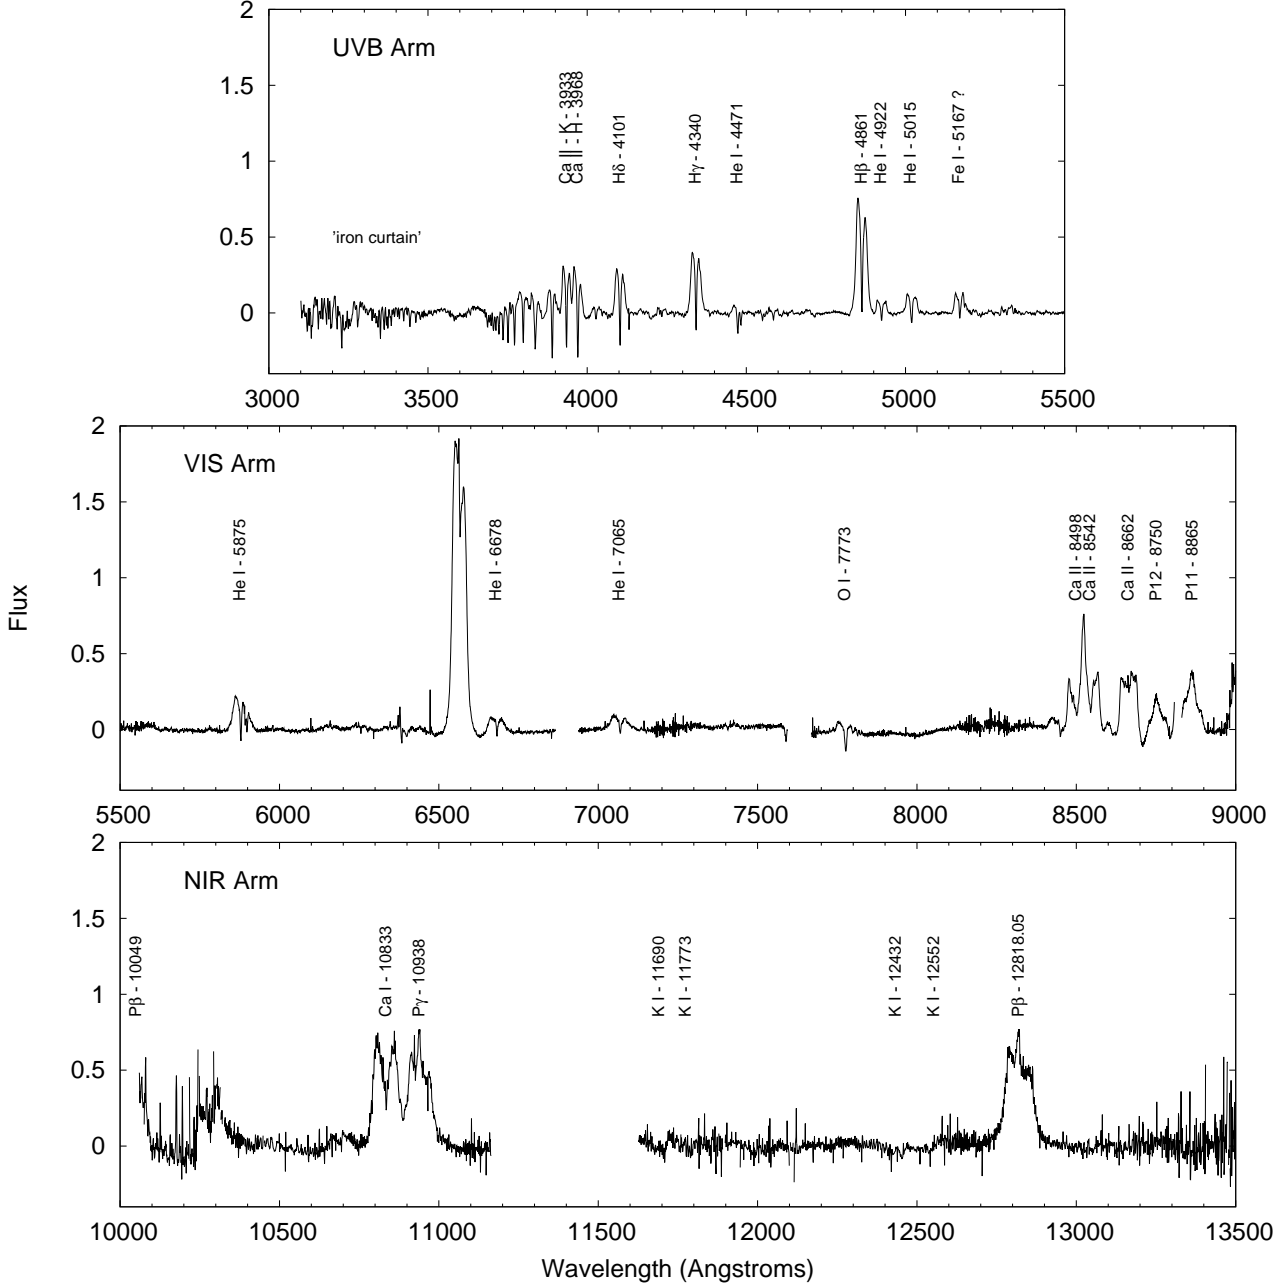 UVB Arm
2
1.5
1
0.5
0
Ca II - K - 3933
Ca II - H - 3968
Hδ - 4101
Hγ - 4340
He I - 4471
Hβ - 4861
He I - 4922
He I - 5015
Fe I - 5167 ?
'iron curtain'
3000 3500 4000 4500 5000 5500
VIS Arm
2
1.5
1
0.5
0
He I - 5875
He I - 6678
He I - 7065
O I - 7773
Ca II - 8498
Ca II - 8542
Ca II - 8662
P12 - 8750
P11 - 8865
5500 6000 6500 7000 7500 8000 8500 9000
Flux
NIR Arm
2
1.5
1
0.5
0
Pβ - 10049
Ca I - 10833
Pγ - 10938
K I - 11690
K I - 11773
K I - 12432
K I - 12552
Pβ - 12818.05
10000 10500 11000 11500 12000 12500 13000 13500
Wavelength (Angstroms)